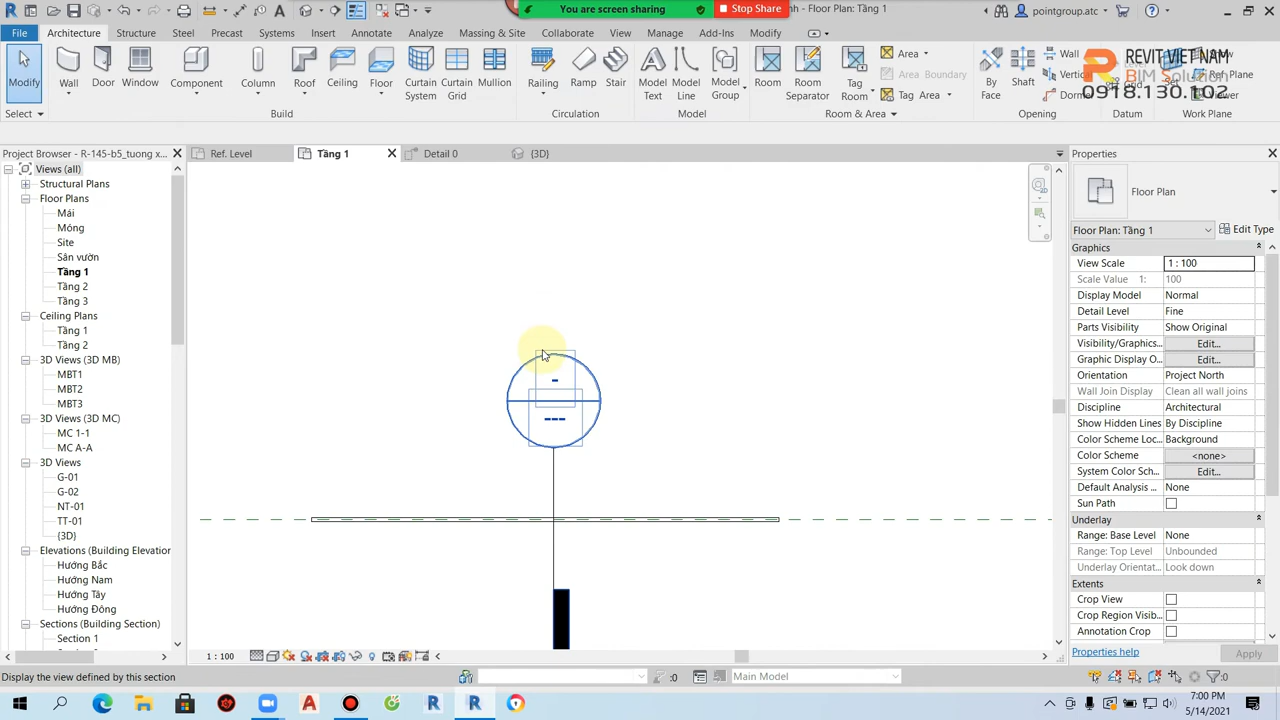 You are screen sharing
Stop Share
nh - Floor Plan: Tầng 1
pointgroup.atc
File
Architecture
Structure
Steel
Precast
Systems
Insert
Annotate
Analyze
Massing & Site
Collaborate
View
Manage
Add-Ins
Modify
Modify
Wall
Door
Window
Component
Column
Roof
Ceiling
Floor
Curtain System
Curtain Grid
Mullion
Railing
Ramp
Stair
Model Text
Model Line
Model Group
Room
Room Separator
Tag Room
Area
Area Boundary
Tag Area
By Face
Shaft
Wall
Vertical
Dormer
Ref Plane
REVIT VIET NAM
BIM Solution
0918.130.102
Select
Build
Circulation
Model
Room & Area
Opening
Datum
Work Plane
Project Browser - R-145-b5_tuong x...
Ref. Level
Tầng 1
Detail 0
{3D}
Properties
Views (all)
Structural Plans
Floor Plans
Mái
Móng
Site
Sân vườn
Tầng 1
Tầng 2
Tầng 3
Ceiling Plans
Tầng 1
Tầng 2
3D Views (3D MB)
MBT1
MBT2
MBT3
3D Views (3D MC)
MC 1-1
MC A-A
3D Views
G-01
G-02
NT-01
TT-01
{3D}
Elevations (Building Elevation
Hướng Bắc
Hướng Nam
Hướng Tây
Hướng Đông
Sections (Building Section)
Section 1
-
---
Floor Plan
Floor Plan: Tầng 1
Edit Type
Graphics
View Scale 1 : 100
Scale Value 1: 100
Display Model Normal
Detail Level Fine
Parts Visibility Show Original
Visibility/Graphics... Edit...
Graphic Display O... Edit...
Orientation Project North
Wall Join Display Clean all wall joins
Discipline Architectural
Show Hidden Lines By Discipline
Color Scheme Loc... Background
Color Scheme <none>
System Color Sch... Edit...
Default Analysis ... None
Sun Path
Underlay
Range: Base Level None
Range: Top Level Unbounded
Underlay Orientat... Look down
Extents
Crop View
Crop Region Visib...
Annotation Crop
Properties help
Apply
1 : 100
Display the view defined by this section
:0
Main Model
:0
7:00 PM
5/14/2021